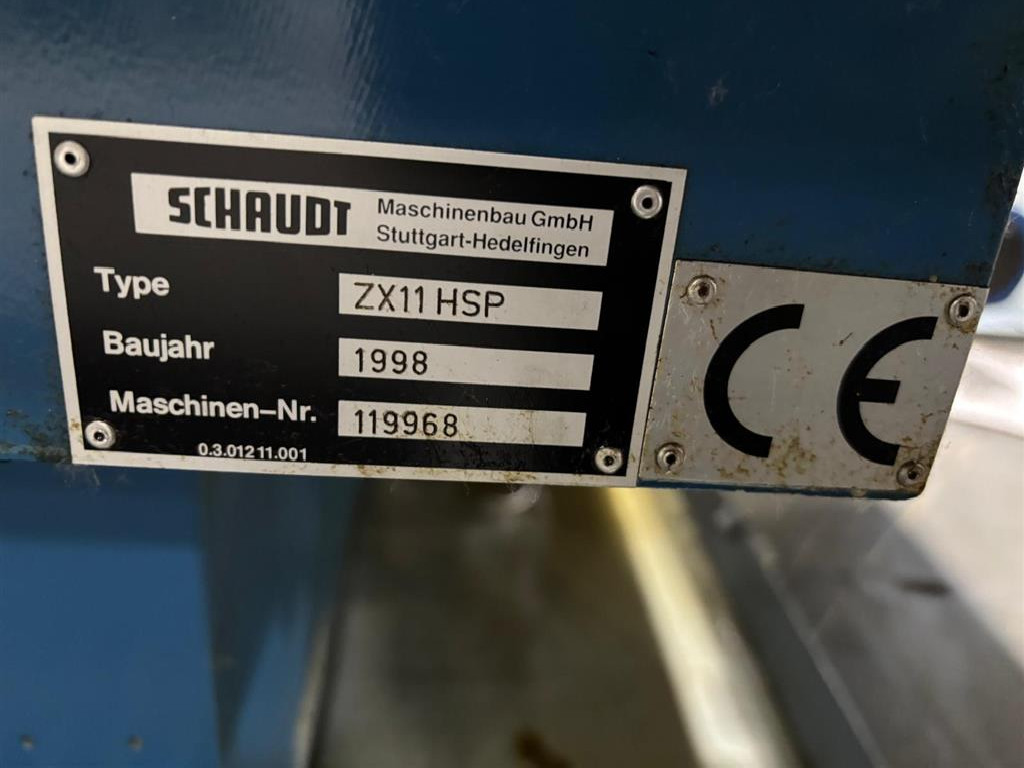 SCHAUDT Maschinenbau GmbH
Stuttgart-Hedelfingen
Type ZX11 HSP
Baujahr 1998
Maschinen-Nr. 119968
0.3.012 11.001
CE